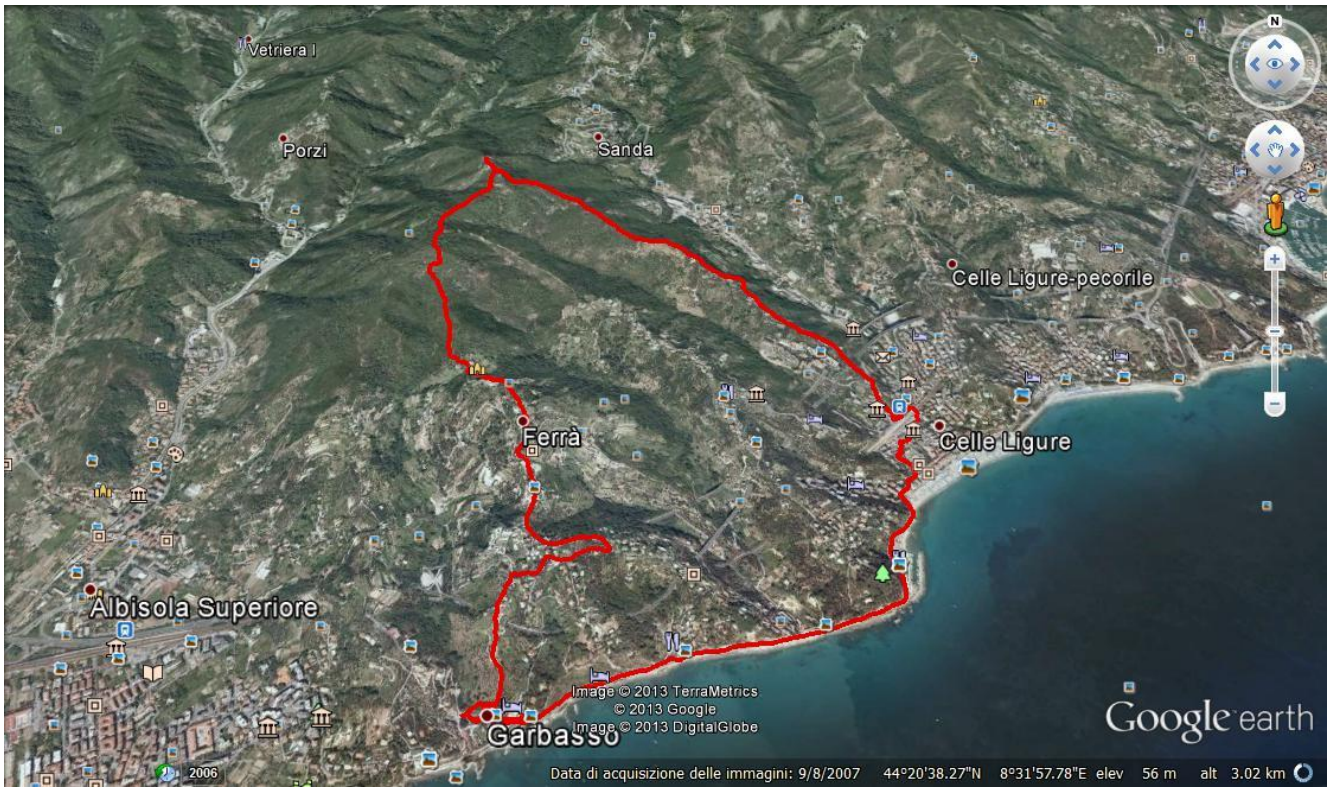 Vetriera I
N
Porzi
Sanda
Celle Ligure-pecorile
Ferrà
Celle Ligure
Albisola Superiore
Image © 2013 TerraMetrics
© 2013 Google
Image © 2013 DigitalGlobe
Garbasso
Google earth
2006
Data di acquisizione delle immagini: 9/8/2007 44°20'38.27"N 8°31'57.78"E elev 56 m alt 3.02 km